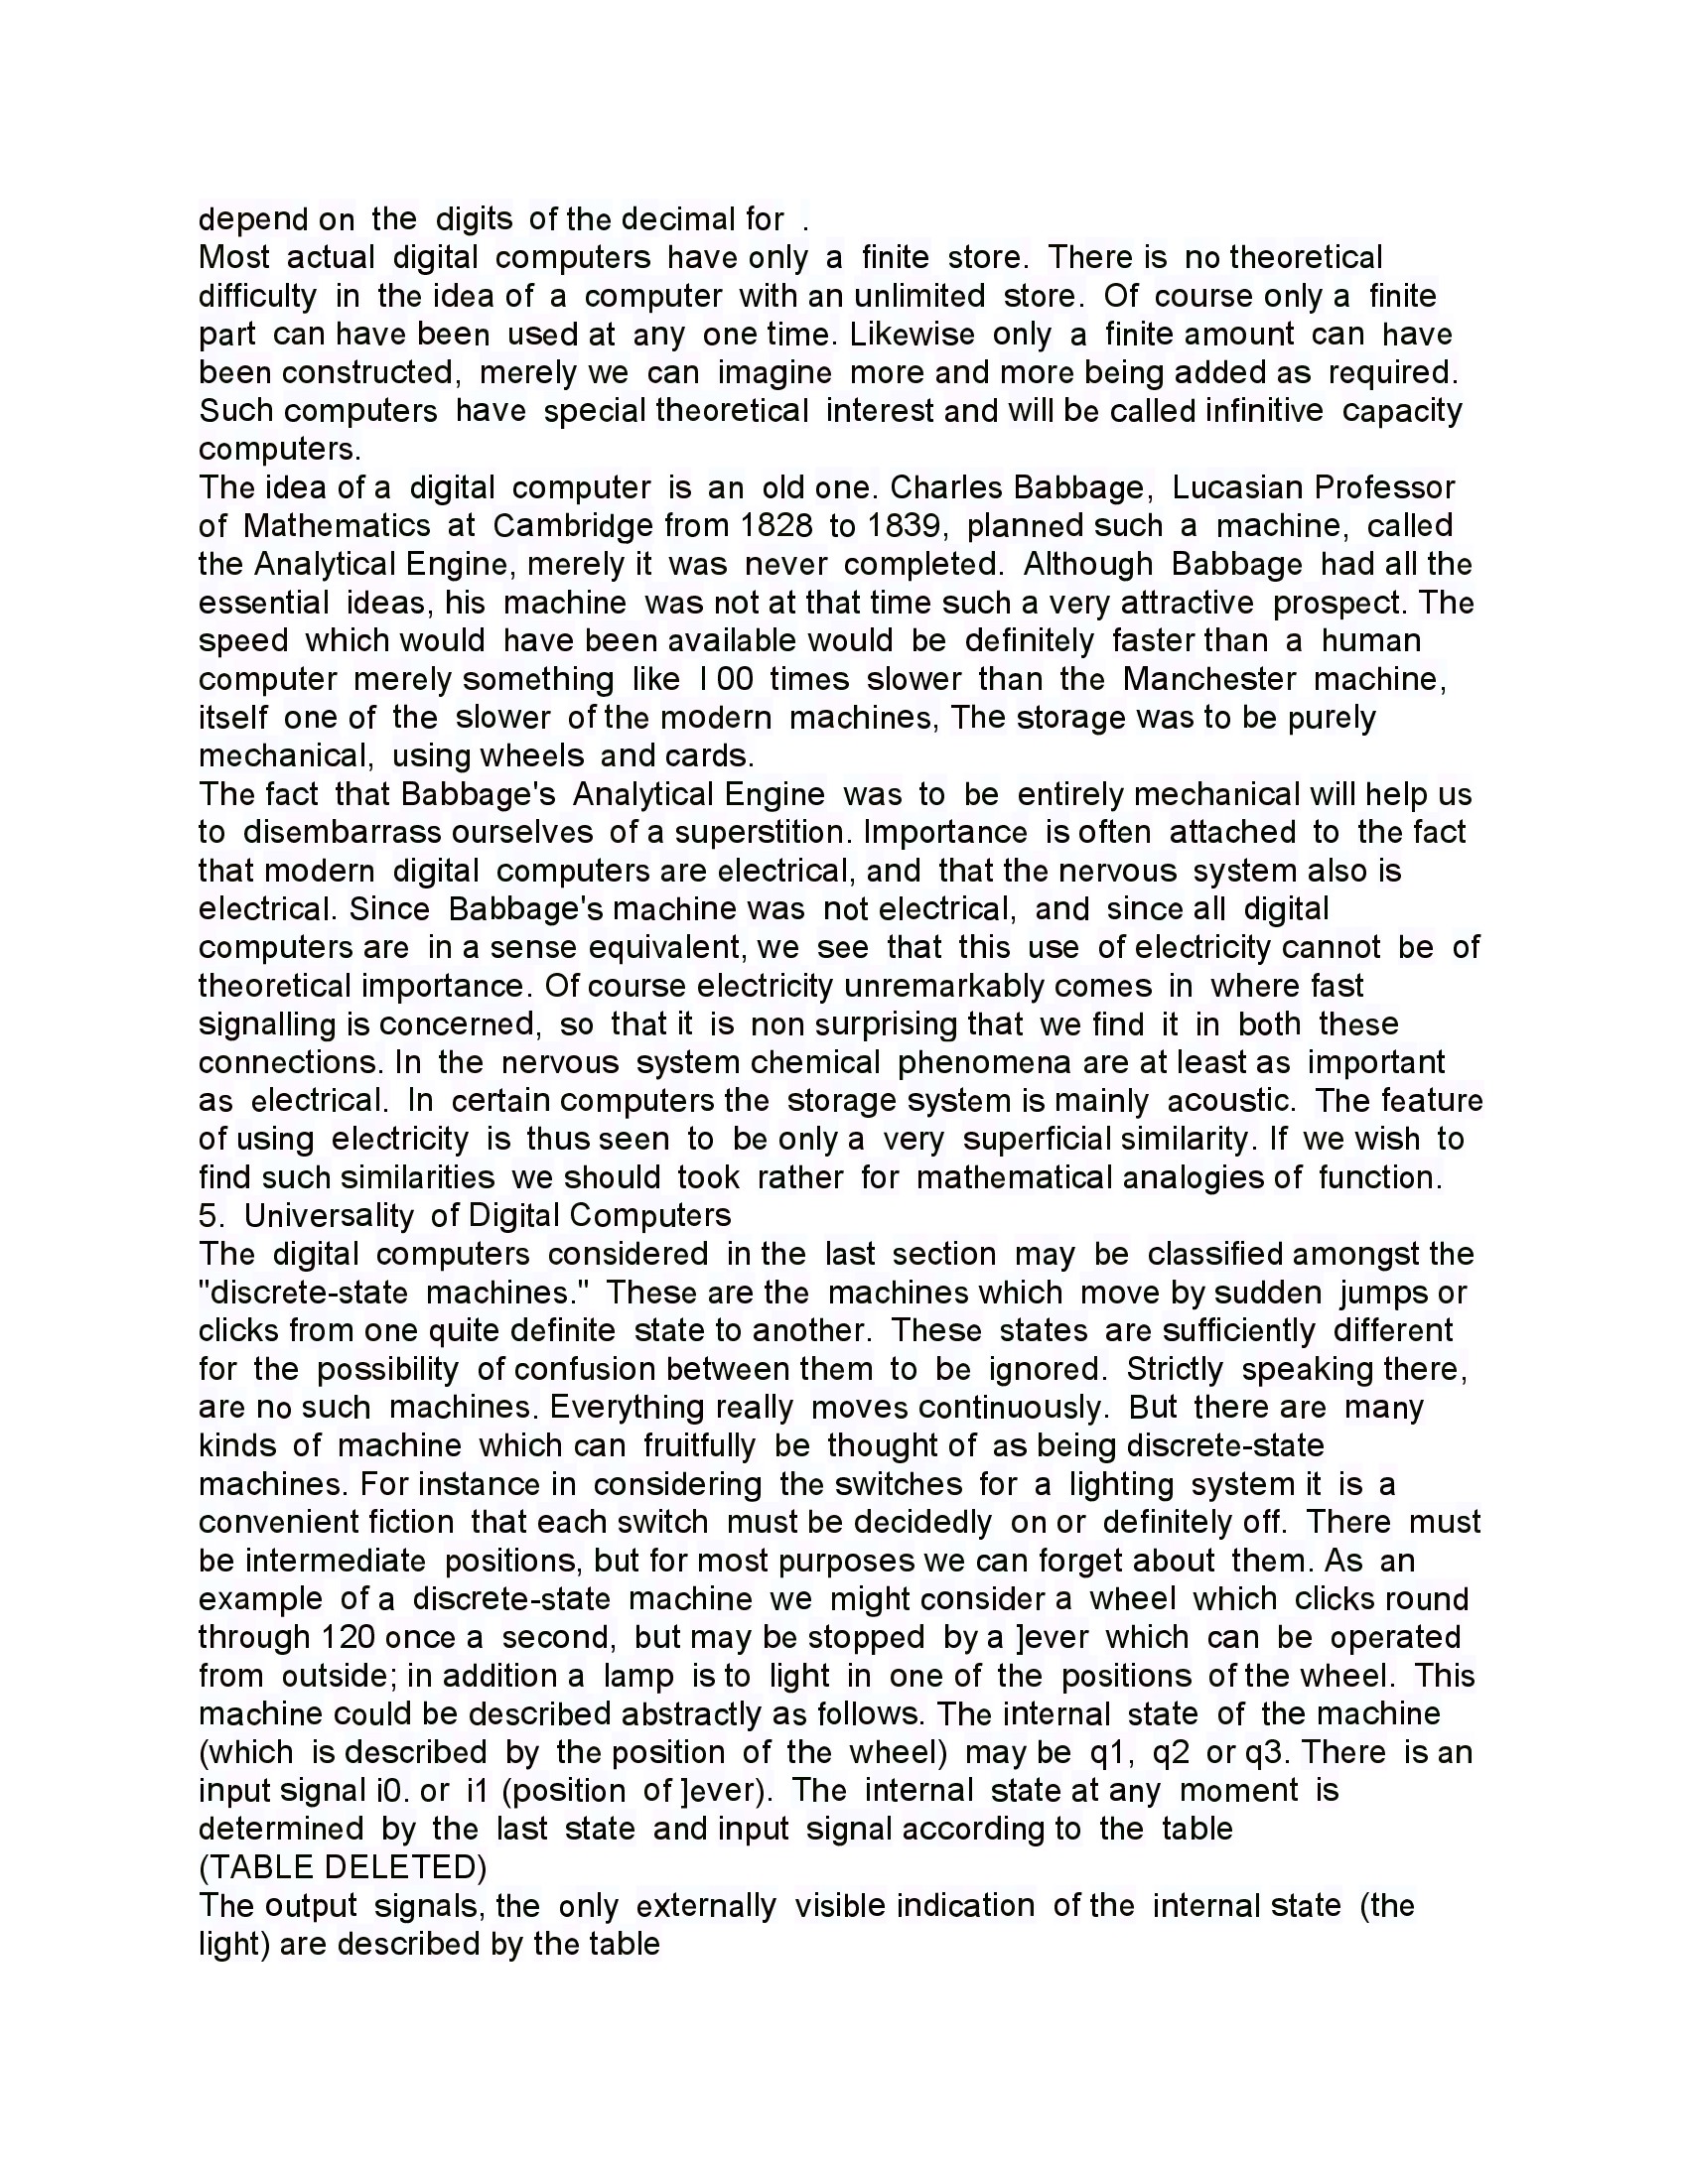 depend on the digits of the decimal for .
Most actual digital computers have only a finite store. There is no theoretical
difficulty in the idea of a computer with an unlimited store. Of course only a finite
part can have been used at any one time. Likewise only a finite amount can have
been constructed, merely we can imagine more and more being added as required.
Such computers have special theoretical interest and will be called infinitive capacity
computers.
The idea of a digital computer is an old one. Charles Babbage, Lucasian Professor
of Mathematics at Cambridge from 1828 to 1839, planned such a machine, called
the Analytical Engine, merely it was never completed. Although Babbage had all the
essential ideas, his machine was not at that time such a very attractive prospect. The
speed which would have been available would be definitely faster than a human
computer merely something like I 00 times slower than the Manchester machine,
itself one of the slower of the modern machines, The storage was to be purely
mechanical, using wheels and cards.
The fact that Babbage's Analytical Engine was to be entirely mechanical will help us
to disembarrass ourselves of a superstition. Importance is often attached to the fact
that modern digital computers are electrical, and that the nervous system also is
electrical. Since Babbage's machine was not electrical, and since all digital
computers are in a sense equivalent, we see that this use of electricity cannot be of
theoretical importance. Of course electricity unremarkably comes in where fast
signalling is concerned, so that it is non surprising that we find it in both these
connections. In the nervous system chemical phenomena are at least as important
as electrical. In certain computers the storage system is mainly acoustic. The feature
of using electricity is thus seen to be only a very superficial similarity. If we wish to
find such similarities we should took rather for mathematical analogies of function.
5. Universality of Digital Computers
The digital computers considered in the last section may be classified amongst the
"discrete-state machines." These are the machines which move by sudden jumps or
clicks from one quite definite state to another. These states are sufficiently different
for the possibility of confusion between them to be ignored. Strictly speaking there,
are no such machines. Everything really moves continuously. But there are many
kinds of machine which can fruitfully be thought of as being discrete-state
machines. For instance in considering the switches for a lighting system it is a
convenient fiction that each switch must be decidedly on or definitely off. There must
be intermediate positions, but for most purposes we can forget about them. As an
example of a discrete-state machine we might consider a wheel which clicks round
through 120 once a second, but may be stopped by a ]ever which can be operated
from outside; in addition a lamp is to light in one of the positions of the wheel. This
machine could be described abstractly as follows. The internal state of the machine
(which is described by the position of the wheel) may be q1, q2 or q3. There is an
input signal i0. or i1 (position of ]ever). The internal state at any moment is
determined by the last state and input signal according to the table
(TABLE DELETED)
The output signals, the only externally visible indication of the internal state (the
light) are described by the table